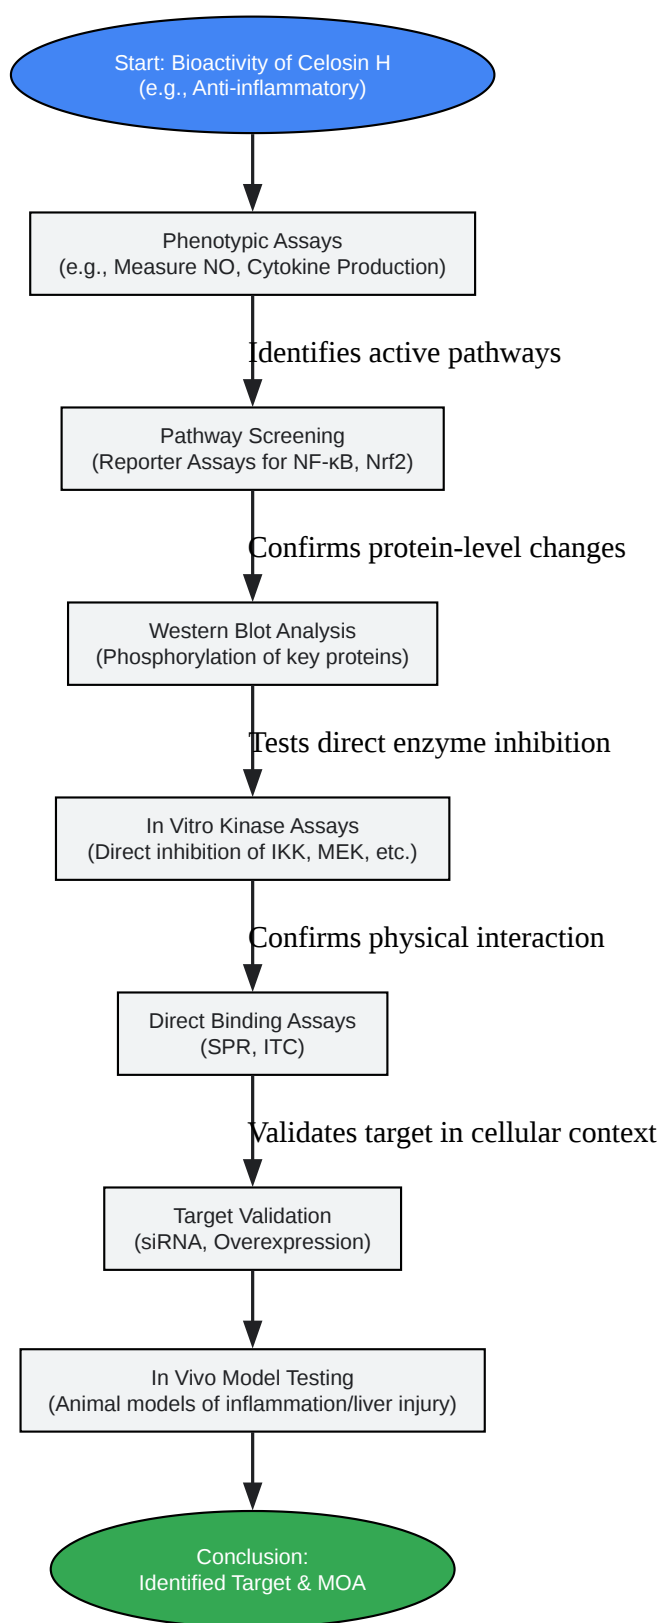 Start: Bioactivity of Celosin H
(e.g., Anti-inflammatory)
Phenotypic Assays
(e.g., Measure NO, Cytokine Production)
Identifies active pathways
Pathway Screening
(Reporter Assays for NF-κB, Nrf2)
Confirms protein-level changes
Western Blot Analysis
(Phosphorylation of key proteins)
Tests direct enzyme inhibition
In Vitro Kinase Assays
(Direct inhibition of IKK, MEK, etc.)
Confirms physical interaction
Direct Binding Assays
(SPR, ITC)
Validates target in cellular context
Target Validation
(siRNA, Overexpression)
In Vivo Model Testing
(Animal models of inflammation/liver injury)
Conclusion:
Identified Target & MOA